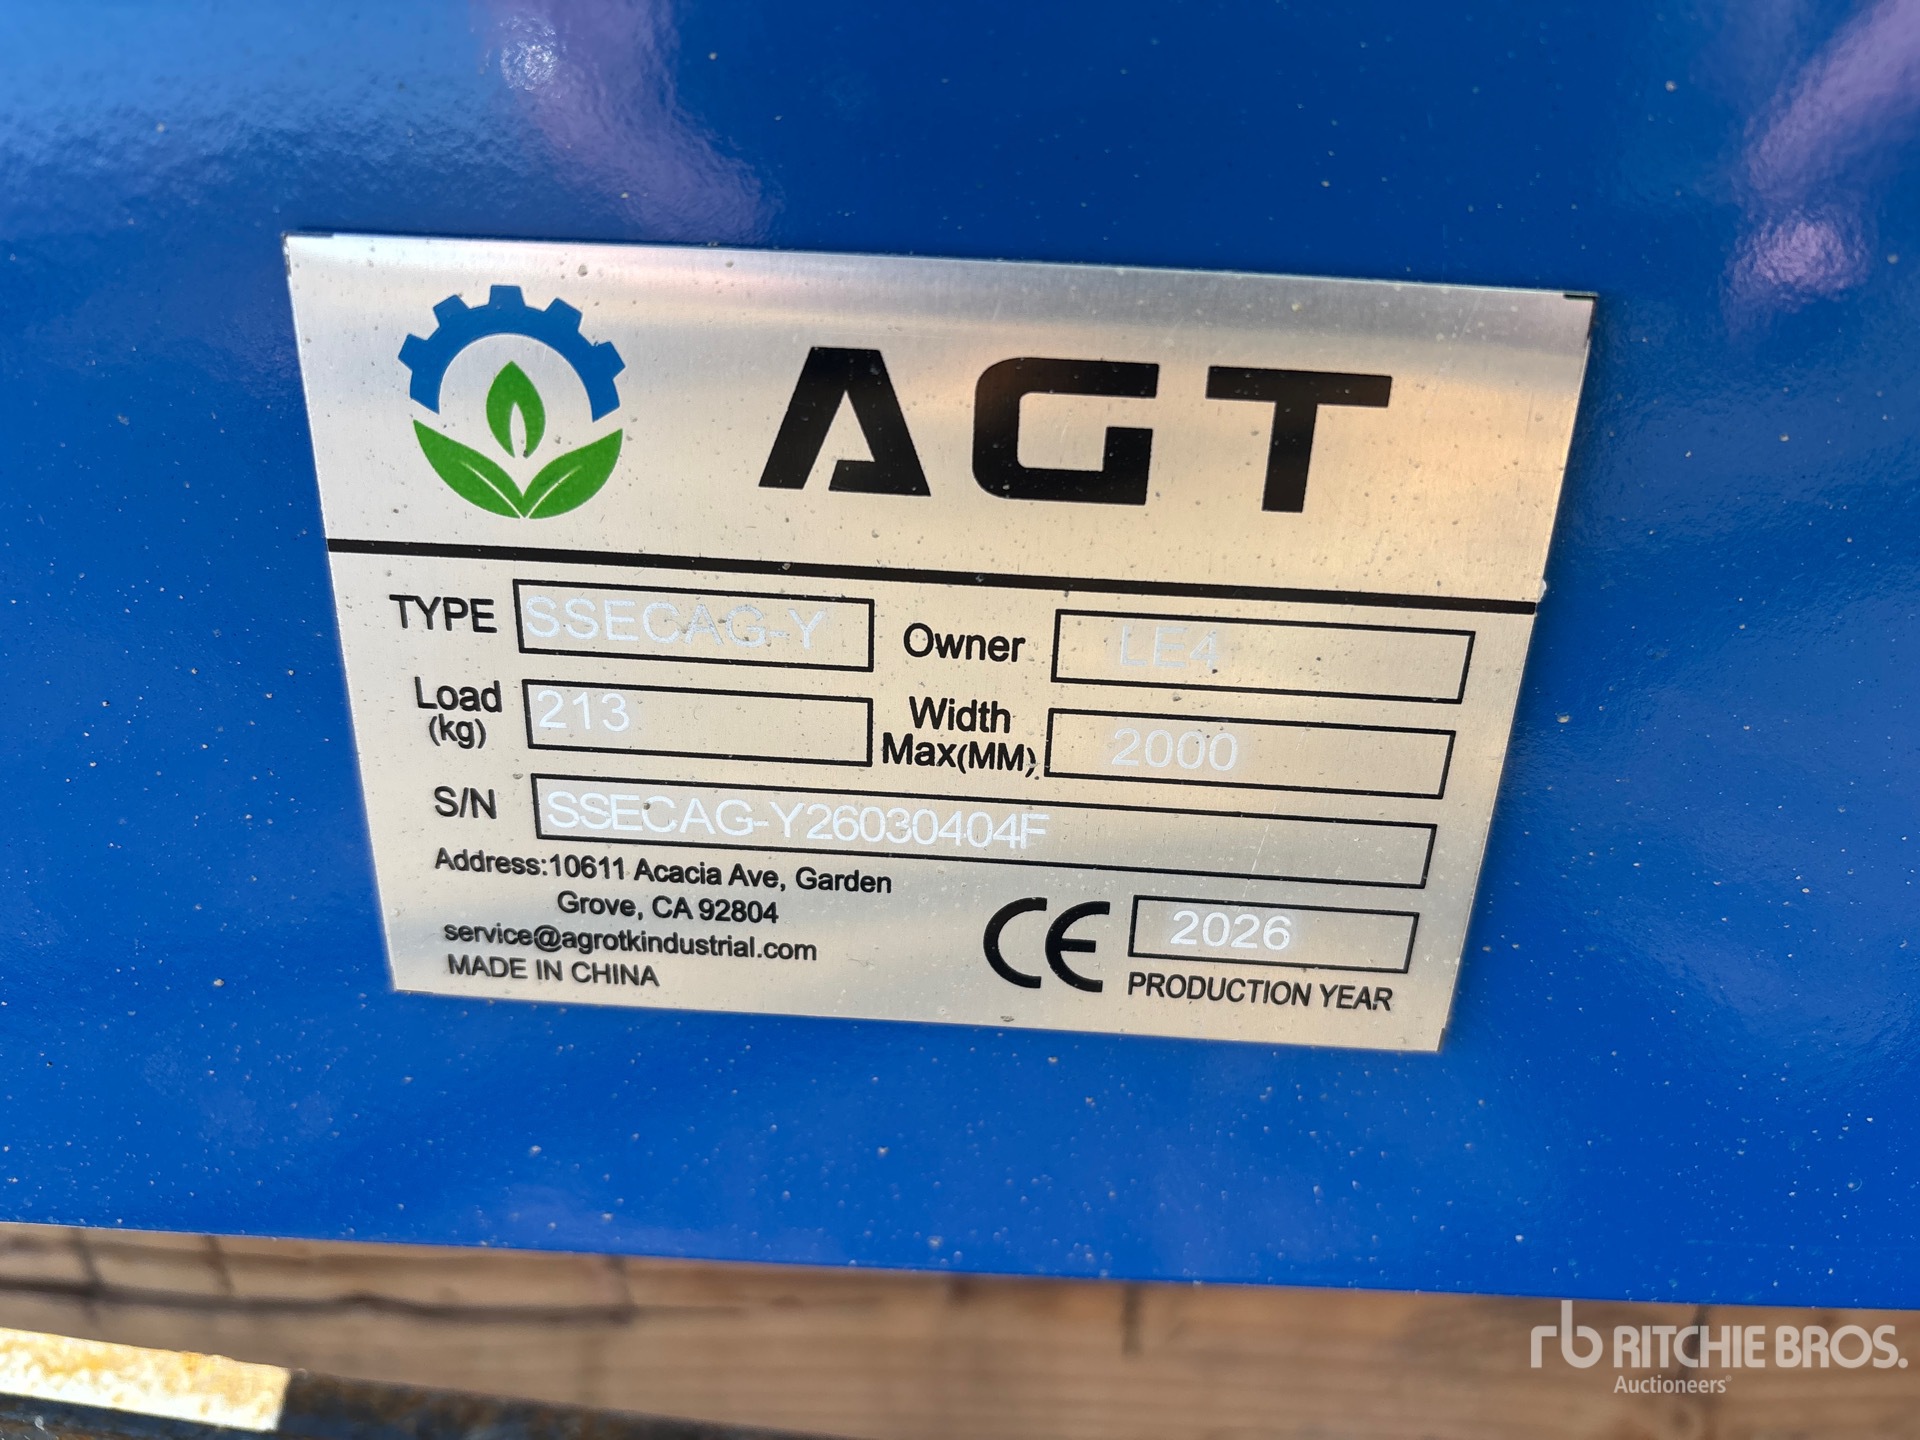 AGT
TYPE SSECAG-Y Owner LE4
Load (kg) 213 Width Max(MM) 2000
S/N SSECAG-Y26030404F
Address:10611 Acacia Ave, Garden
Grove, CA 92804
service@agrotkindustrial.com
MADE IN CHINA
CE 2026
PRODUCTION YEAR
rb RITCHIE BROS.
Auctioneers